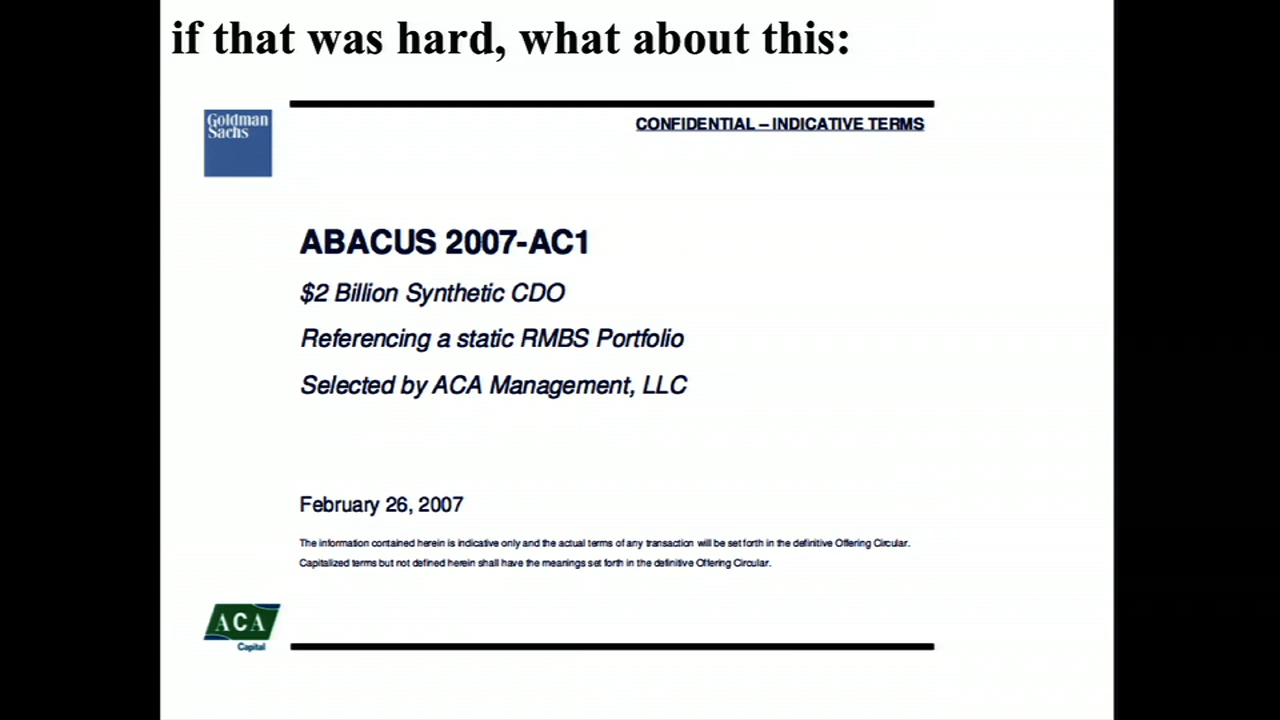 if that was hard, what about this:
Goldman
Sachs
CONFIDENTIAL – INDICATIVE TERMS
ABACUS 2007-AC1
$2 Billion Synthetic CDO
Referencing a static RMBS Portfolio
Selected by ACA Management, LLC
February 26, 2007
The information contained herein is indicative only and the actual terms of any transaction will be set forth in the definitive Offering Circular.
Capitalized terms but not defined herein shall have the meanings set forth in the definitive Offering Circular.
ACA
Capital